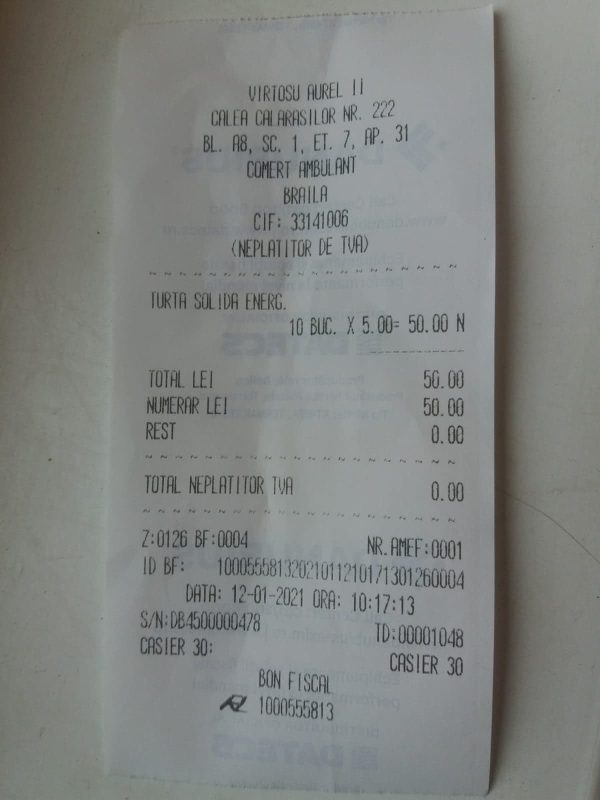 VIRTOSU AUREL II
CALEA CALARASILOR NR. 222
BL. A8, SC. 1, ET. 7, AP. 31
COMERT AMBULANT
BRAILA
CIF: 33141006
(NEPLATITOR DE TVA)
TURTA SOLIDA ENERG.
10 BUC. X 5.00= 50.00 N
TOTAL LEI 50.00
NUMERAR LEI 50.00
REST 0.00
TOTAL NEPLATITOR TVA 0.00
Z:0126 BF:0004 NR.AMEF:0001
ID BF: 10005558132021011210171301260004
DATA: 12-01-2021 ORA: 10:17:13
S/N:DB4500000478 TD:00001048
CASIER 30: CASIER 30
BON FISCAL
1000555813
DATECS
DATECS